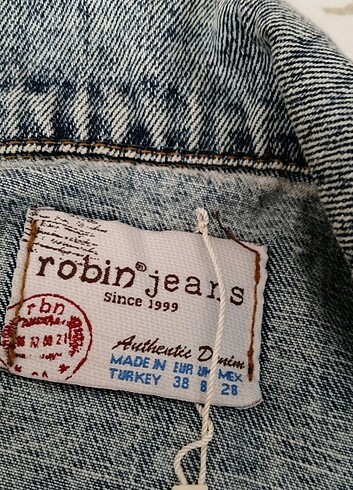 robin® jeans
Since 1999
rbn
Authentic Denim
MADE IN EUR UK MEX
TURKEY 38 8 28